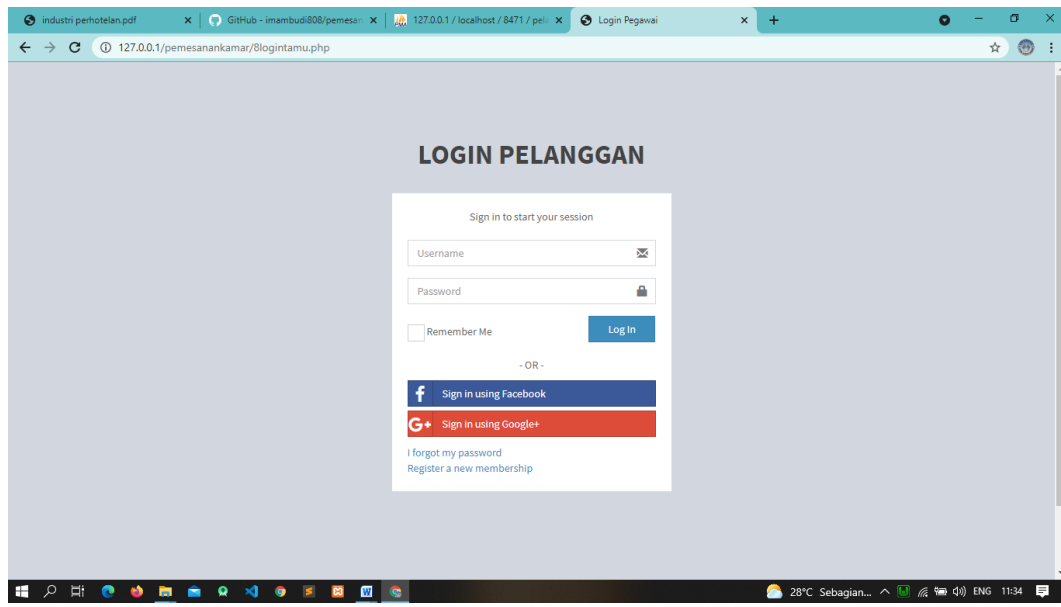 industri perhotelan.pdf
GitHub - imambudi808/pemesan
127.0.0.1 / localhost / 8471 / pela
Login Pegawai
127.0.0.1/pemesanankamar/8logintamu.php
LOGIN PELANGGAN
Sign in to start your session
Username
Password
Remember Me
Log In
- OR -
Sign in using Facebook
G+ Sign in using Google+
I forgot my password
Register a new membership
28°C Sebagian... ENG 11:34